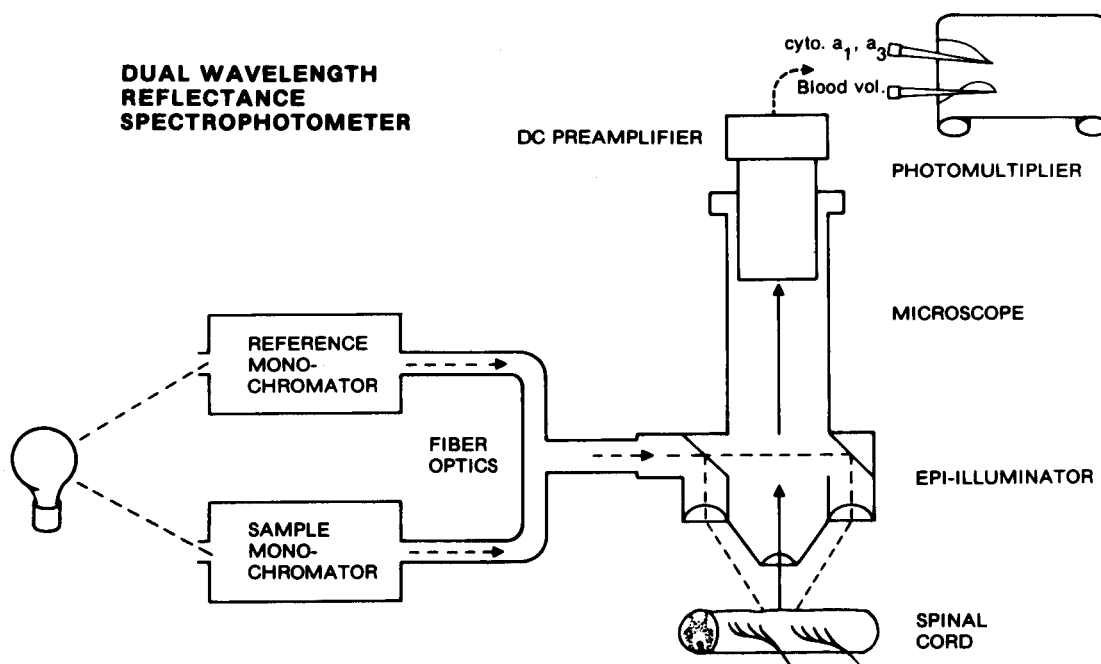 DUAL WAVELENGTH
REFLECTANCE
SPECTROPHOTOMETER
cyto. a1, a3
Blood vol.
DC PREAMPLIFIER
PHOTOMULTIPLIER
MICROSCOPE
REFERENCE
MONO-
CHROMATOR
FIBER
OPTICS
EPI-ILLUMINATOR
SAMPLE
MONO-
CHROMATOR
SPINAL
CORD